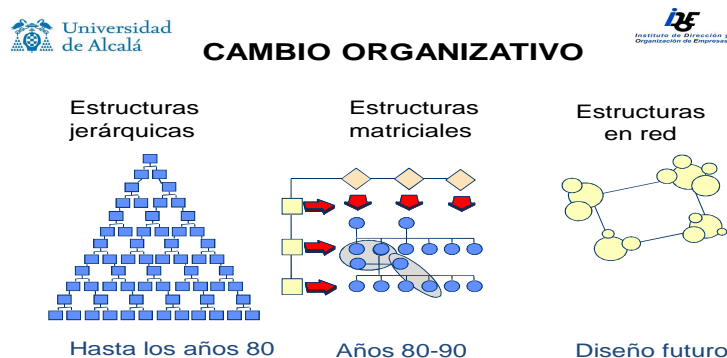 Universidad
de Alcalá
CAMBIO ORGANIZATIVO
Instituto de Dirección y
Organización de Empresas
Estructuras
jerárquicas
Estructuras
matriciales
Estructuras
en red
Hasta los años 80
Años 80-90
Diseño futuro